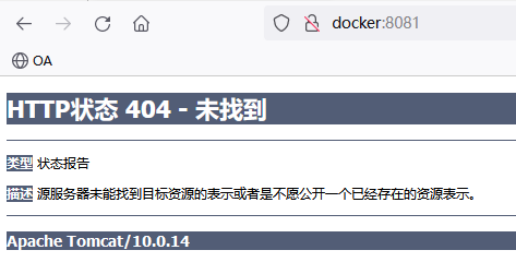 docker:8081
OA
HTTP状态 404 - 未找到
类型 状态报告
描述 源服务器未能找到目标资源的表示或者是不愿公开一个已经存在的资源表示。
Apache Tomcat/10.0.14